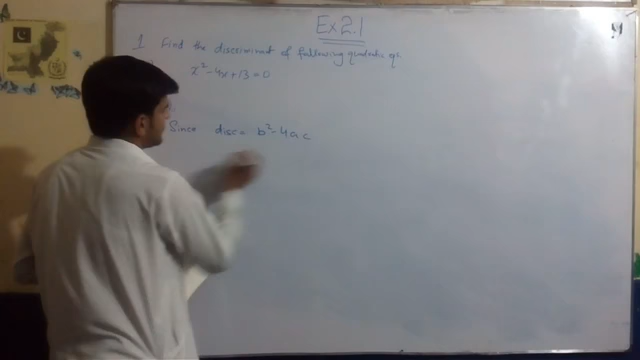 Ex 2.1
1 Find the discriminant of following quadratic eqs.
x² - 4x + 13 = 0
Since disc = b² - 4ac